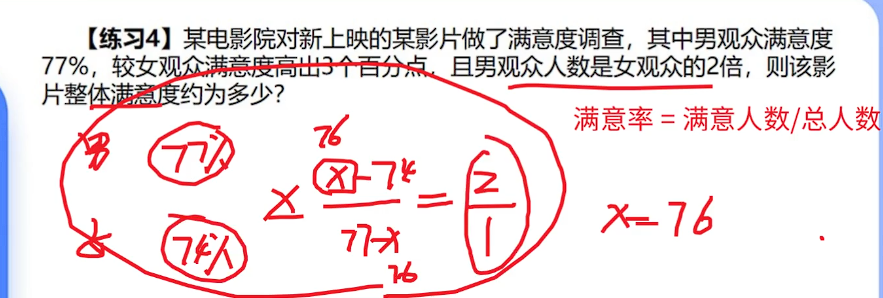 【练习4】某电影院对新上映的某影片做了满意度调查，其中男观众满意度
77%，较女观众满意度高出3个百分点，且男观众人数是女观众的2倍，则该影
片整体满意度约为多少？
满意率 = 满意人数/总人数
男 77%
76
x x-74 = 2
77-x 1
76
女 74%
x=76